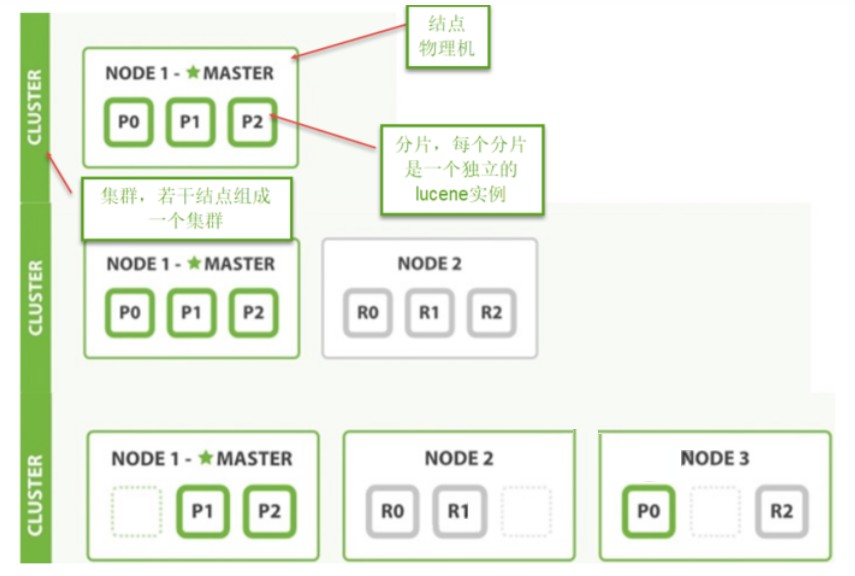 结点
物理机
CLUSTER
NODE 1 - ★ MASTER
P0 P1 P2
分片，每个分片
是一个独立的
lucene实例
集群，若干结点组成
一个集群
CLUSTER
NODE 1 - ★ MASTER
P0 P1 P2
NODE 2
R0 R1 R2
CLUSTER
NODE 1 - ★ MASTER
P1 P2
NODE 2
R0 R1
NODE 3
P0 R2